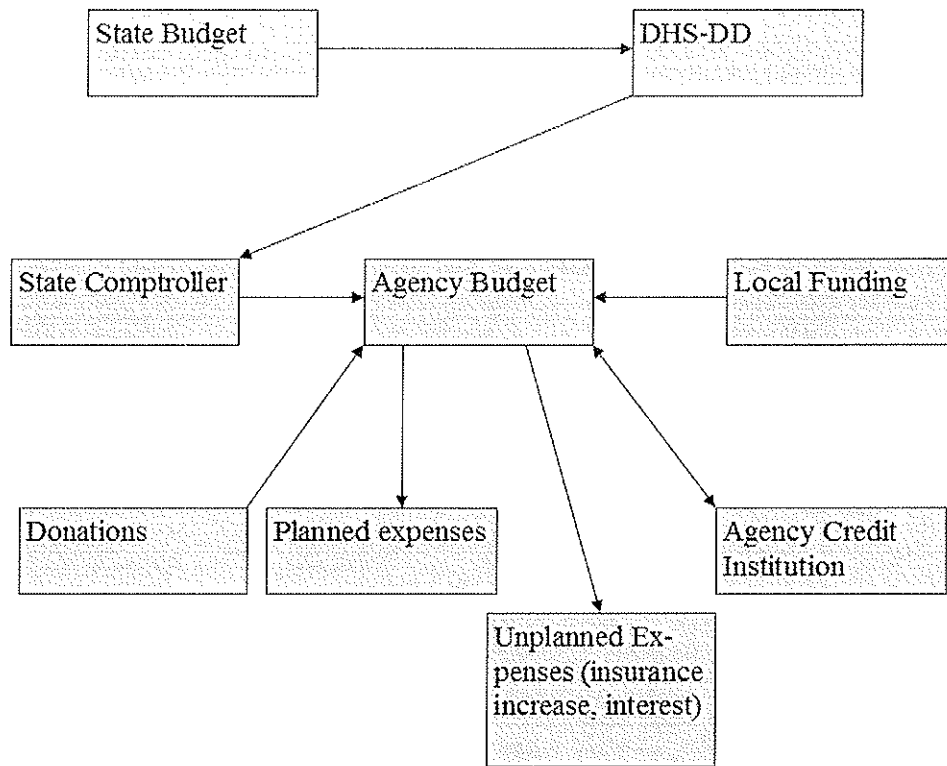 State Budget
DHS-DD
State Comptroller
Agency Budget
Local Funding
Donations
Planned expenses
Agency Credit
Institution
Unplanned Ex-
penses (insurance
increase, interest)